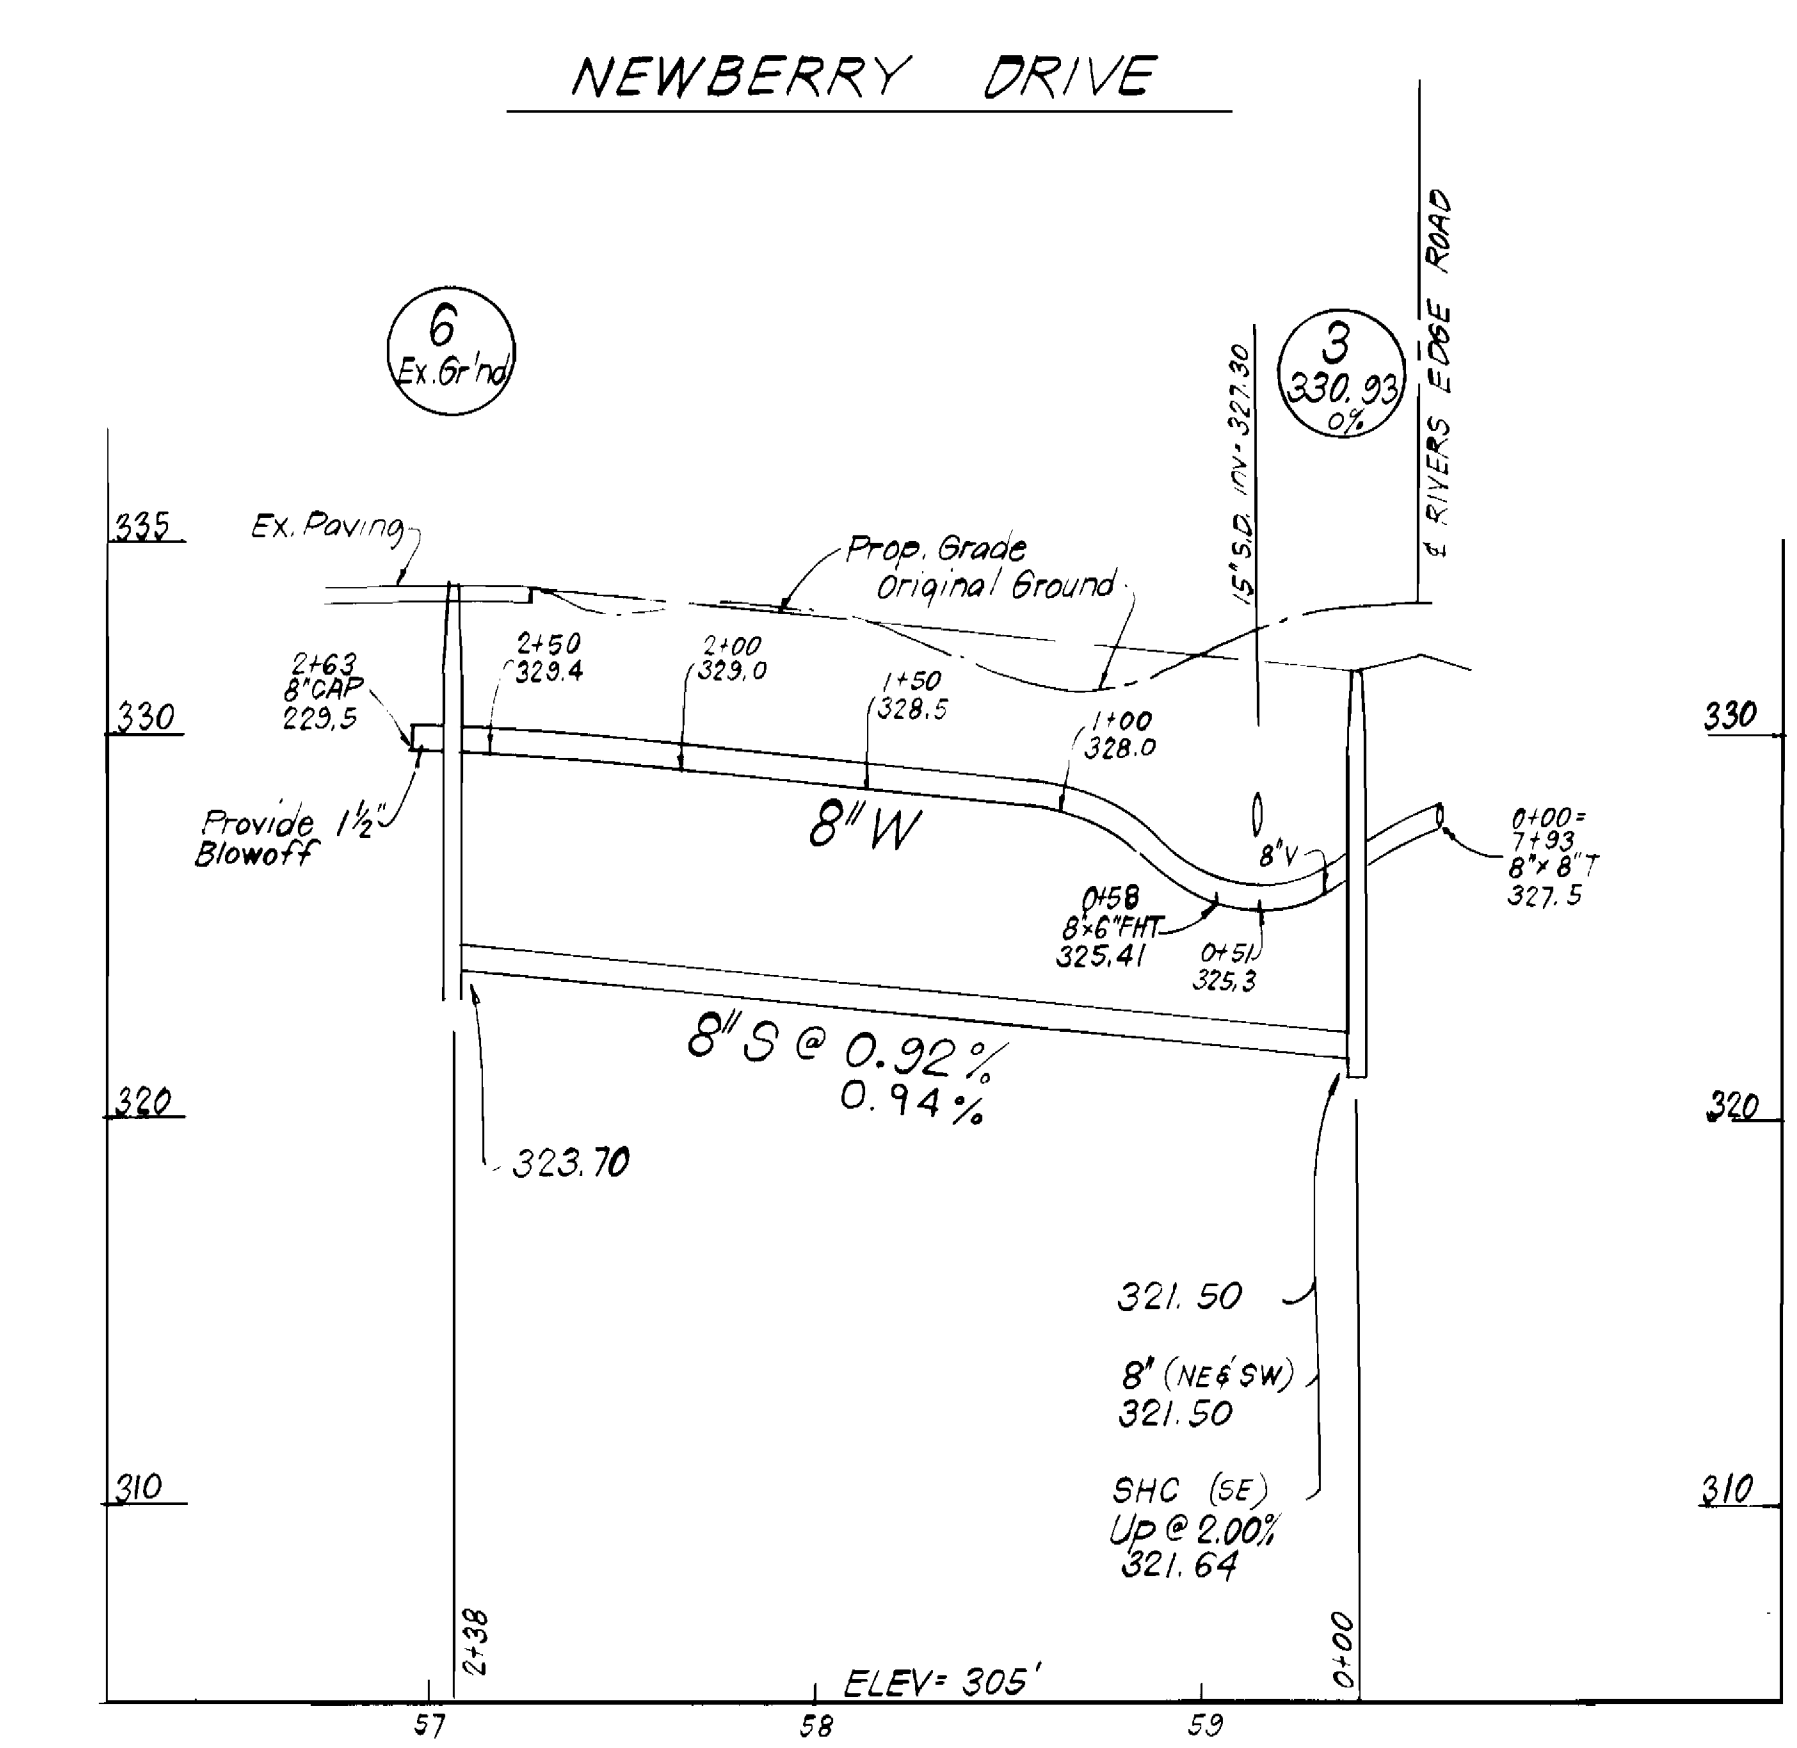 NEWBERRY DRIVE
℄ RIVERS EDGE ROAD
6
Ex. Gr'nd
15" S.D. INV= 327.30
3
330.93
0%
335
Ex. Paving
Prop. Grade
Original Ground
2+63
8" CAP
229.5
2+50
329.4
2+00
329.0
1+50
328.5
1+00
328.0
330
330
Provide 1½"
Blowoff
8" W
8" V
0+00=
7+93
8" x 8" T
327.5
0+58
8"x6" FHT
325.41
0+51
325.3
8" S @ 0.92%
0.94%
320
320
323.70
321.50
8" (NE & SW)
321.50
SHC (SE)
Up @ 2.00%
321.64
310
310
2+38
0+00
ELEV= 305'
57
58
59